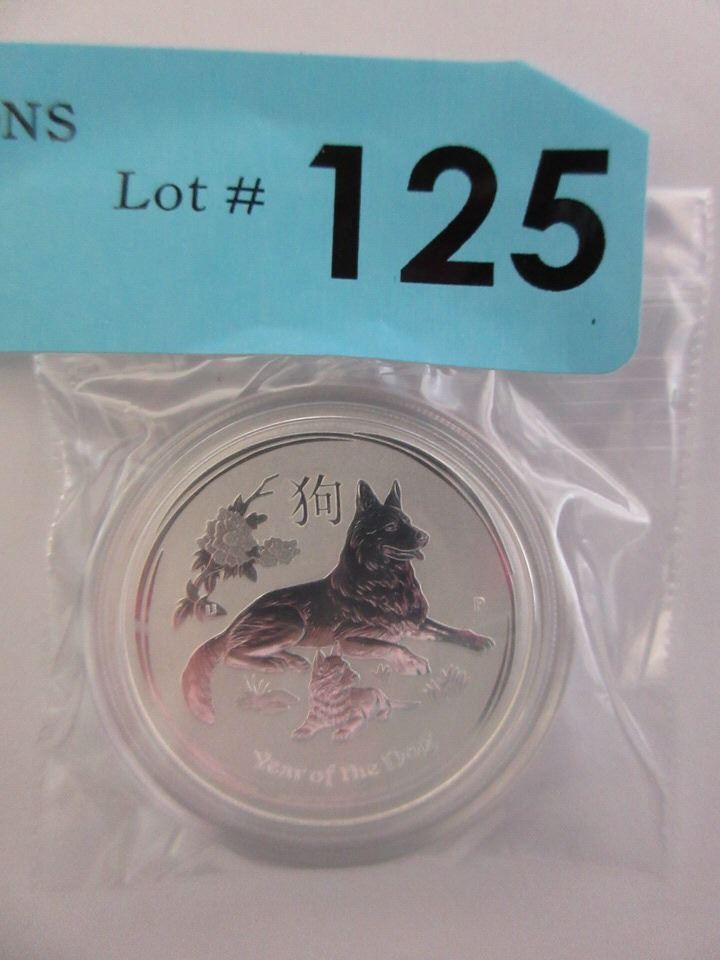 NS
Lot # 125
狗
P
Year of the Dog